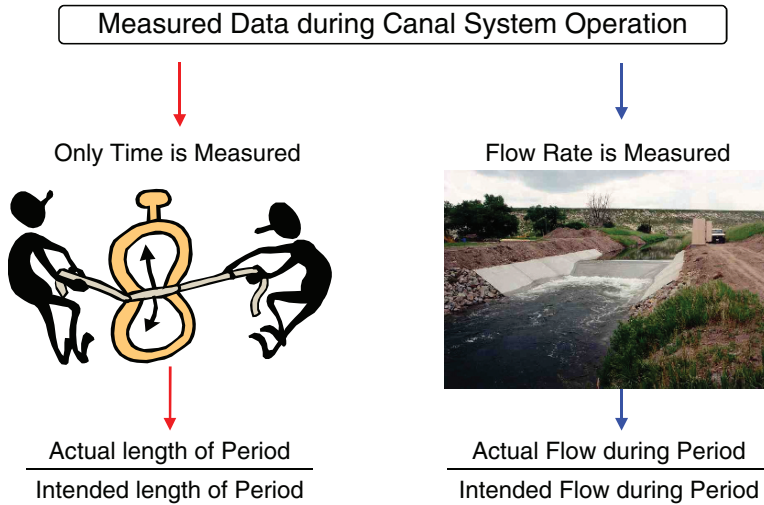 Measured Data during Canal System Operation
Only Time is Measured
Flow Rate is Measured
Actual length of Period
Intended length of Period
Actual Flow during Period
Intended Flow during Period